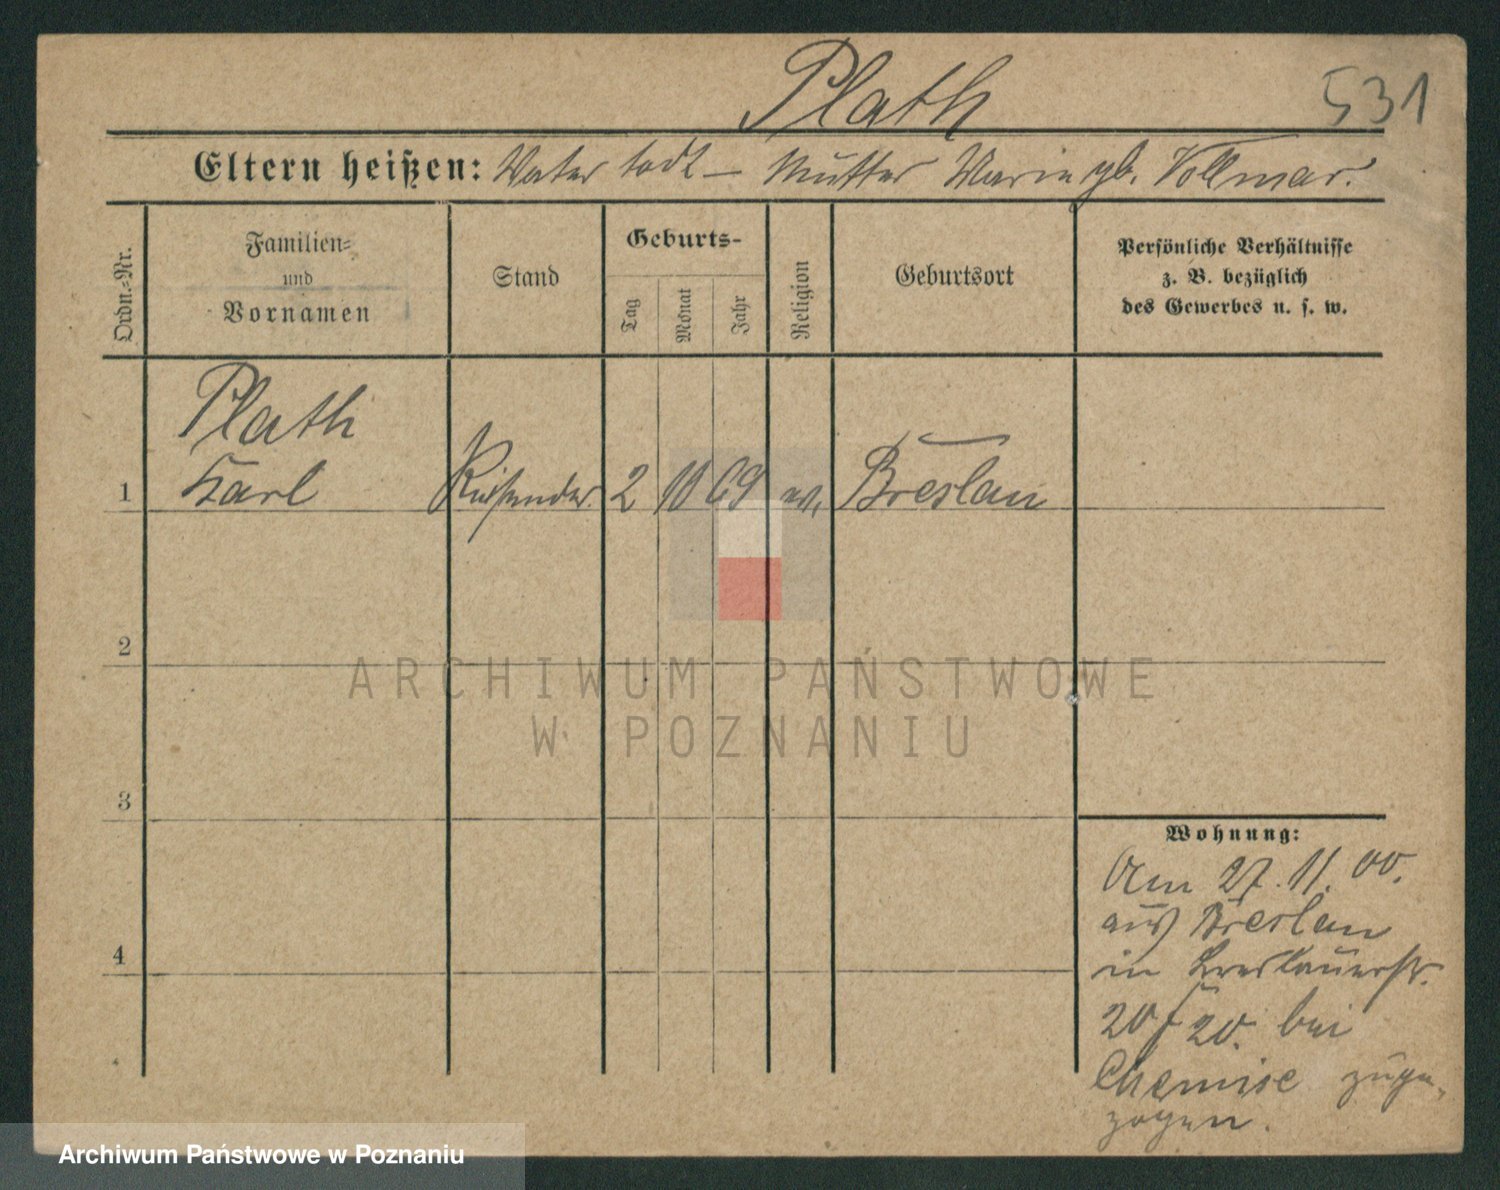 Plath
531
Eltern heißen: Vater todt – Mutter Marie gb. Vollmar.
Ordn.-Nr.
Familien-
und
Vornamen
Stand
Geburts-
Tag
Monat
Jahr
Religion
Geburtsort
Persönliche Verhältnisse
z. B. bezüglich
des Gewerbes u. s. w.
Plath
1 Karl Reisender 2 10 69 ev. Breslau
2
3
4
Wohnung:
Am 27. 11. 00.
aus Breslau
in Breslauerstr.
20 20. bei
Chemise zuge-
zogen.
ARCHIWUM PAŃSTWOWE
W POZNANIU
Archiwum Państwowe w Poznaniu